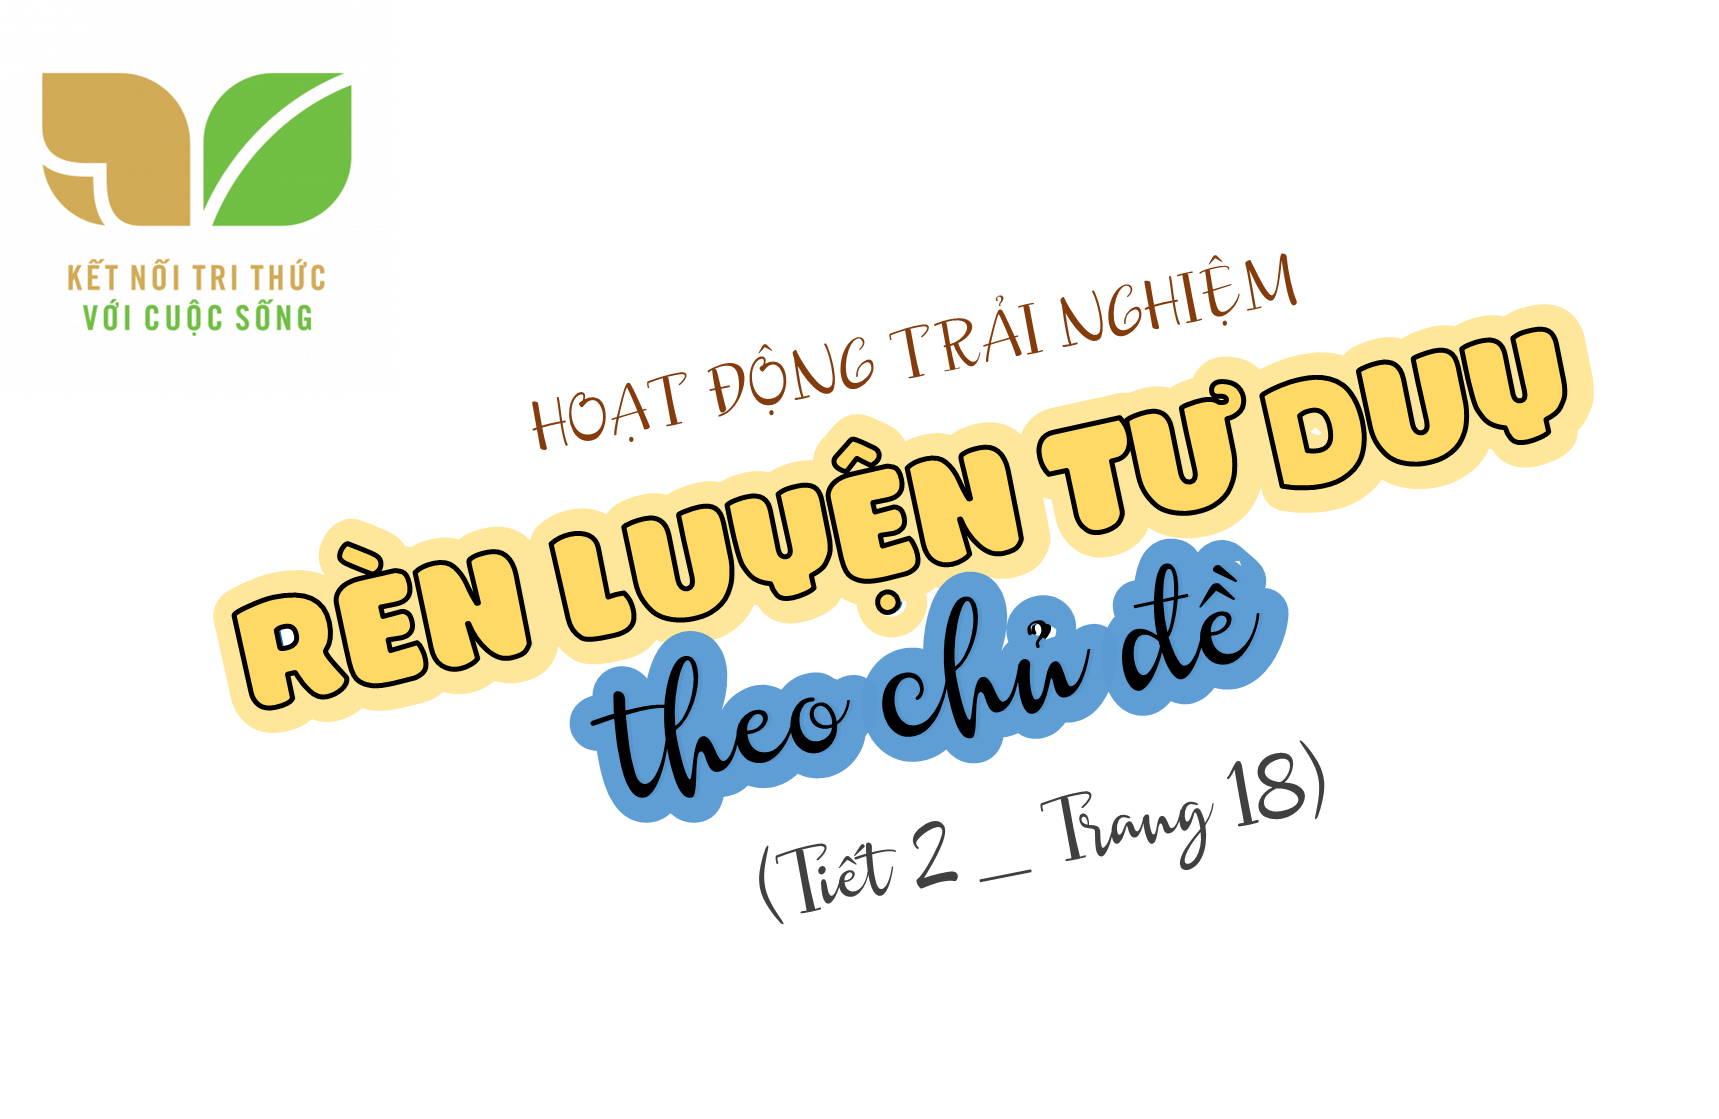 KẾT NỐI TRI THỨC
VỚI CUỘC SỐNG
HOẠT ĐỘNG TRẢI NGHIỆM
RÈN LUYỆN TƯ DUY
theo chủ đề
(Tiết 2 _ Trang 18)